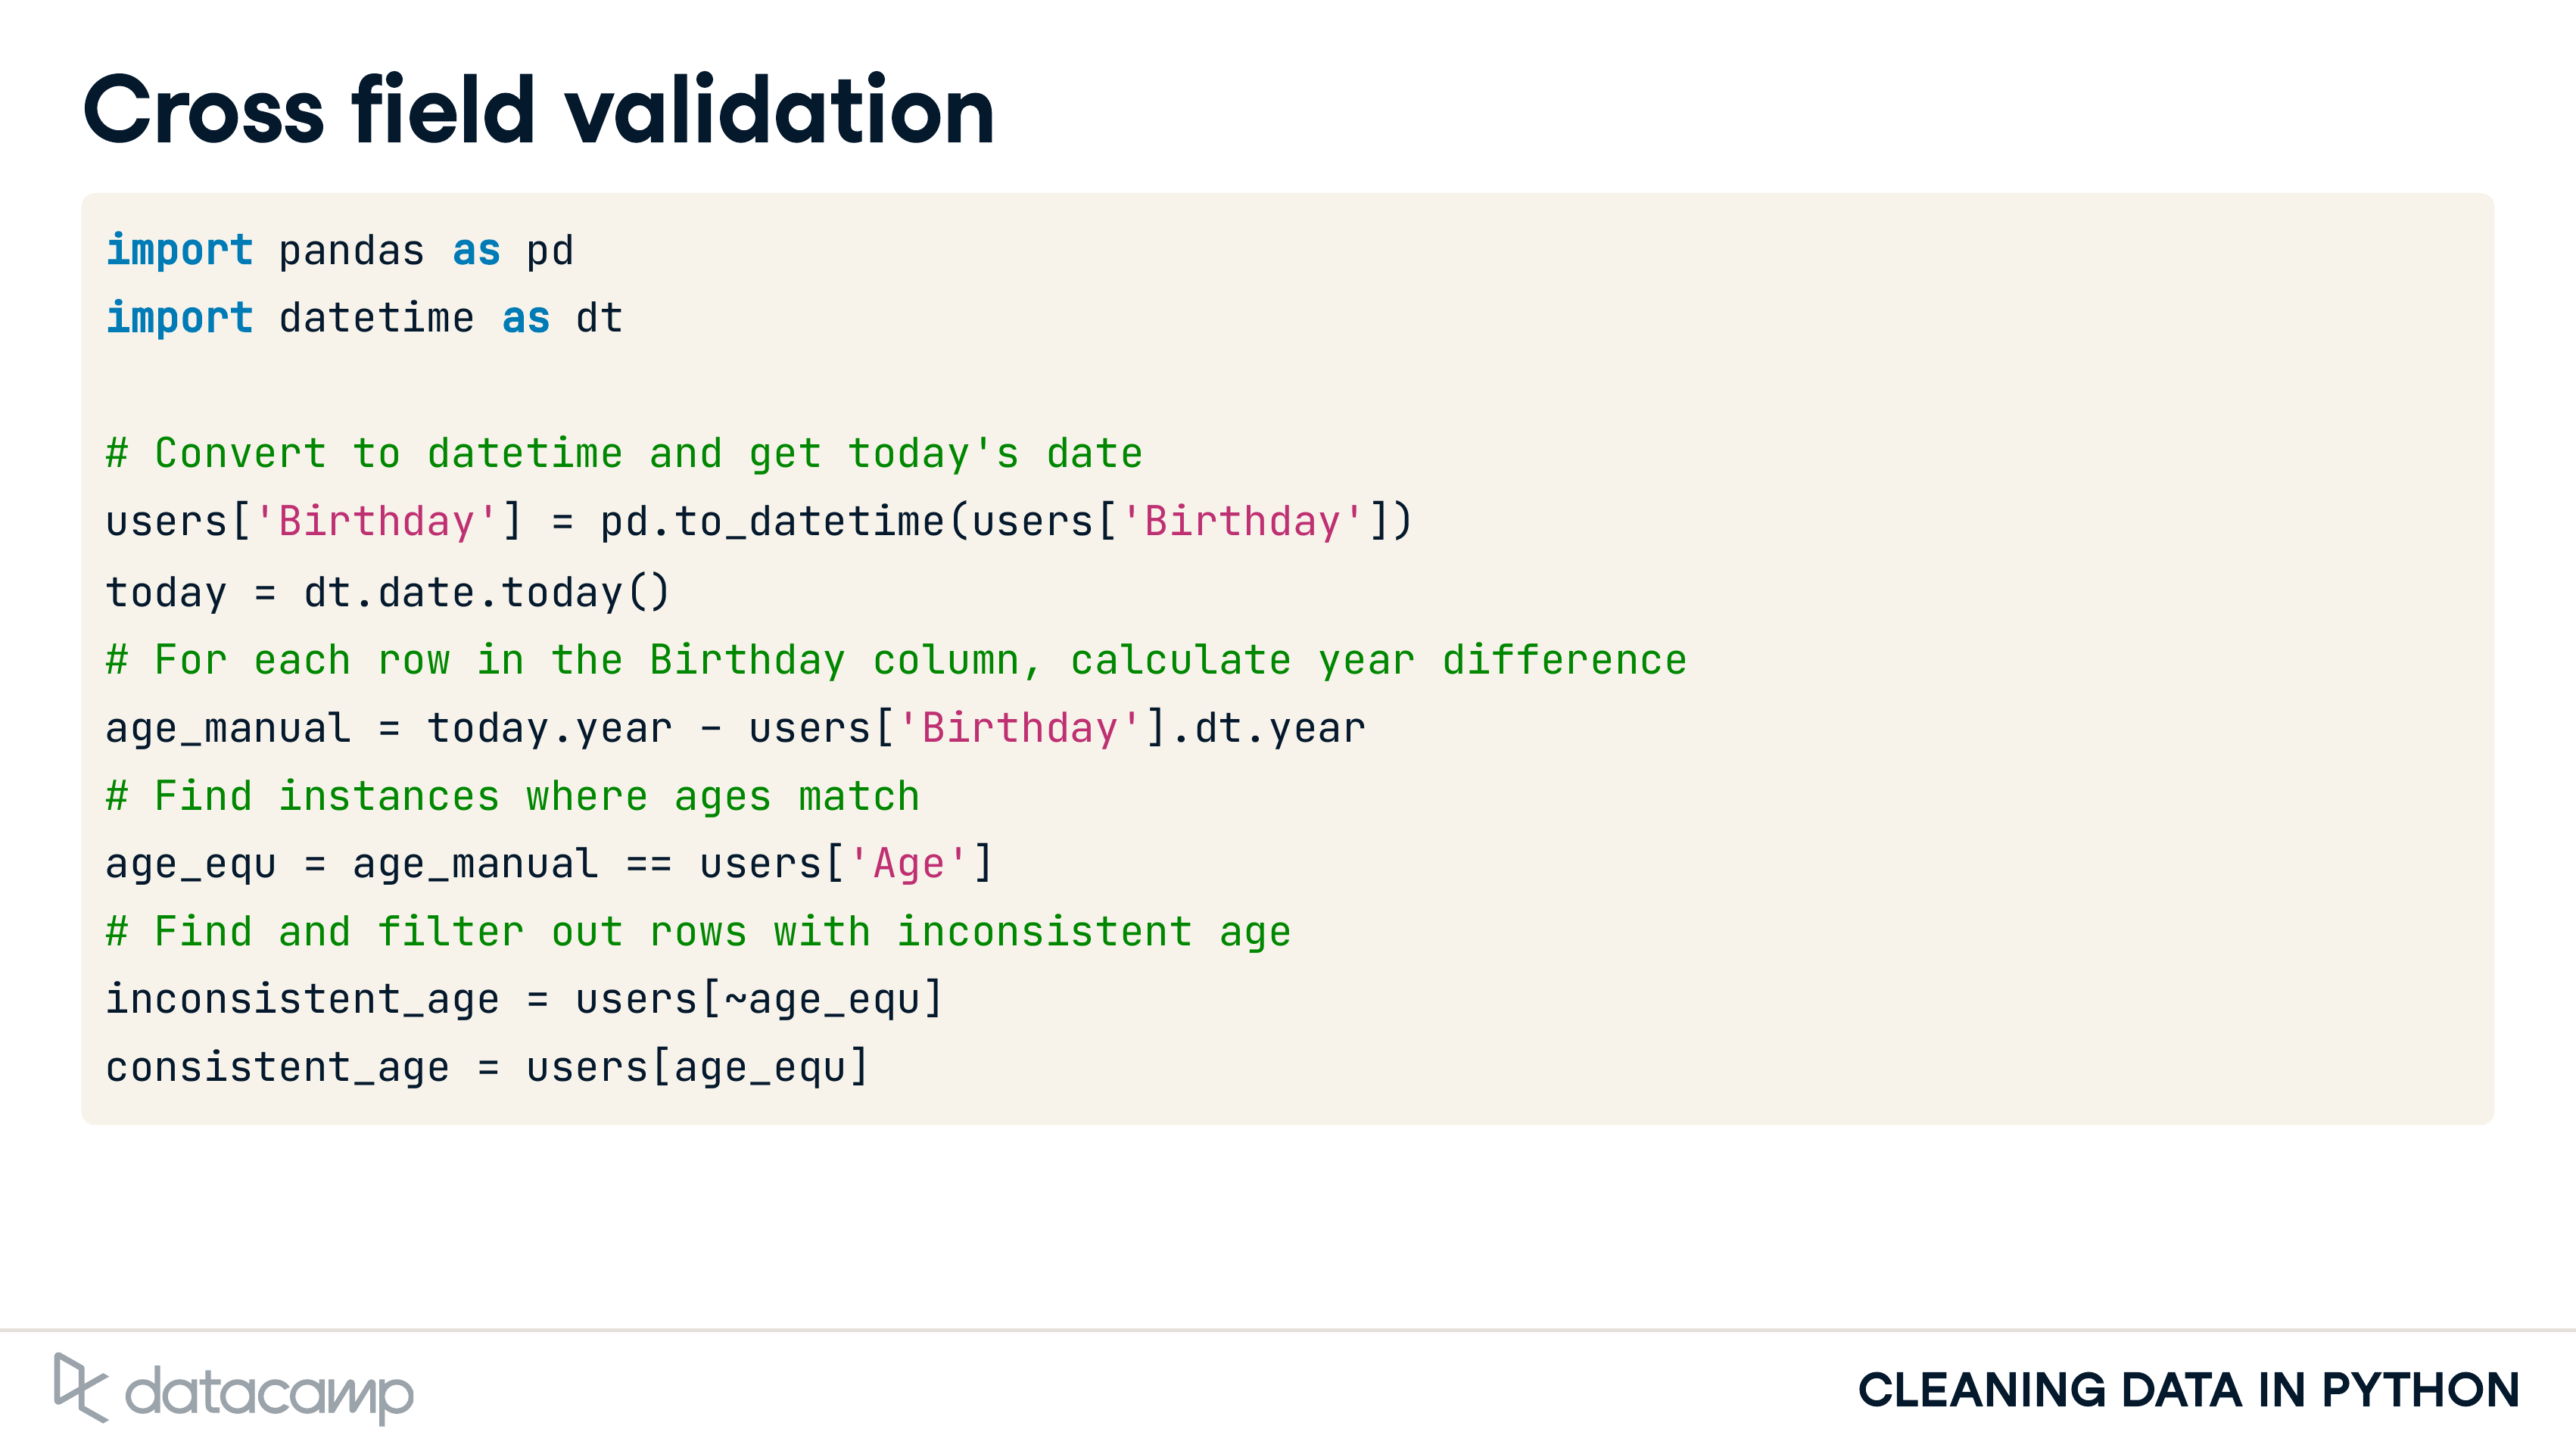 Cross field validation
import pandas as pd
import datetime as dt
# Convert to datetime and get today's date
users['Birthday'] = pd.to_datetime(users['Birthday'])
today = dt.date.today()
# For each row in the Birthday column, calculate year difference
age_manual = today.year - users['Birthday'].dt.year
# Find instances where ages match
age_equ = age_manual == users['Age']
# Find and filter out rows with inconsistent age
inconsistent_age = users[~age_equ]
consistent_age = users[age_equ]
datacamp
CLEANING DATA IN PYTHON